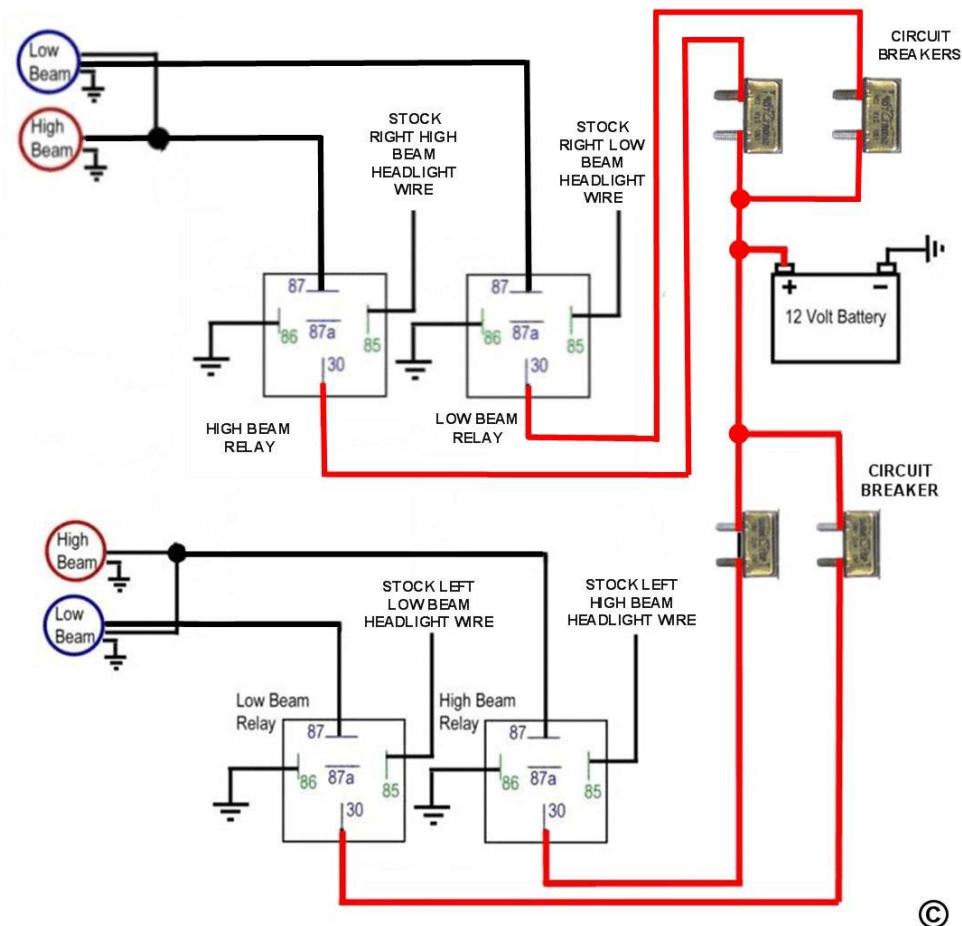 CIRCUIT
BREAKERS
Low
Beam
High
Beam
STOCK
RIGHT HIGH
BEAM
HEADLIGHT
WIRE
STOCK
RIGHT LOW
BEAM
HEADLIGHT
WIRE
87
86
87a
85
30
HIGH BEAM
RELAY
87
86
87a
85
30
LOW BEAM
RELAY
+
−
12 Volt Battery
CIRCUIT
BREAKER
High
Beam
Low
Beam
STOCK LEFT
LOW BEAM
HEADLIGHT WIRE
STOCK LEFT
HIGH BEAM
HEADLIGHT WIRE
Low Beam
Relay
87
86
87a
85
30
High Beam
Relay
87
86
87a
85
30
©